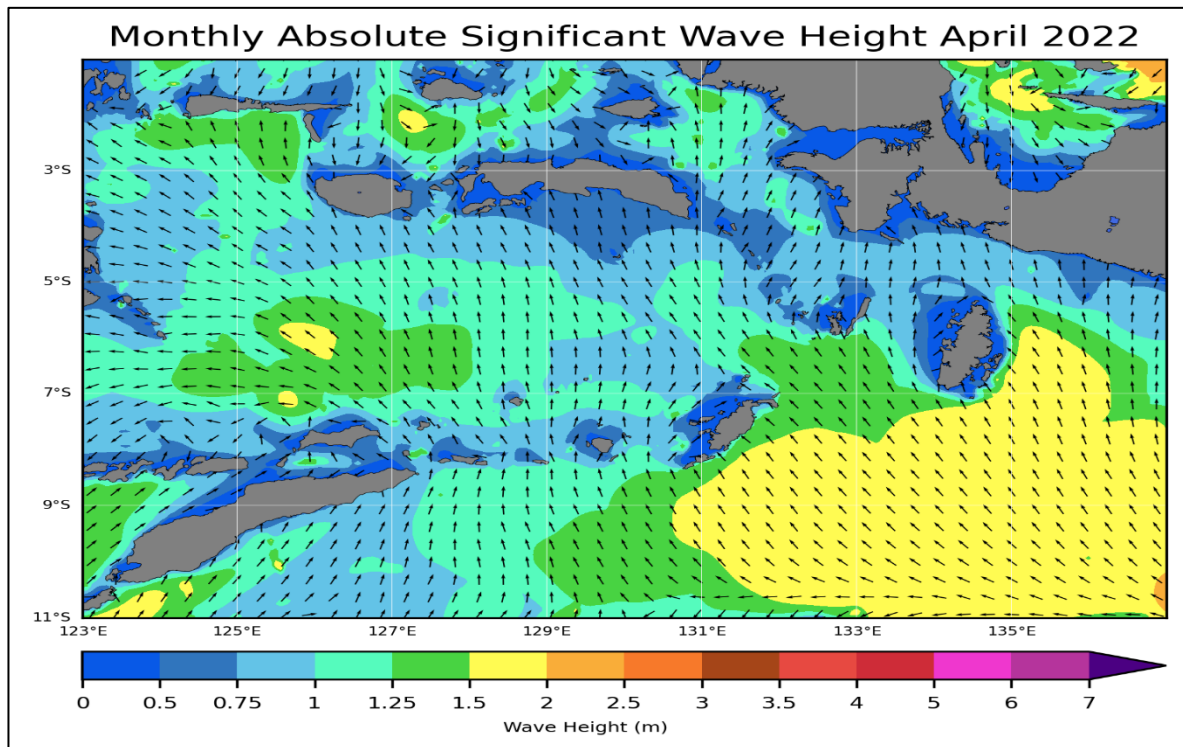 Monthly Absolute Significant Wave Height April 2022
3°S
5°S
7°S
9°S
11°S
123°E 125°E 127°E 129°E 131°E 133°E 135°E
0 0.5 0.75 1 1.25 1.5 2 2.5 3 3.5 4 5 6 7
Wave Height (m)